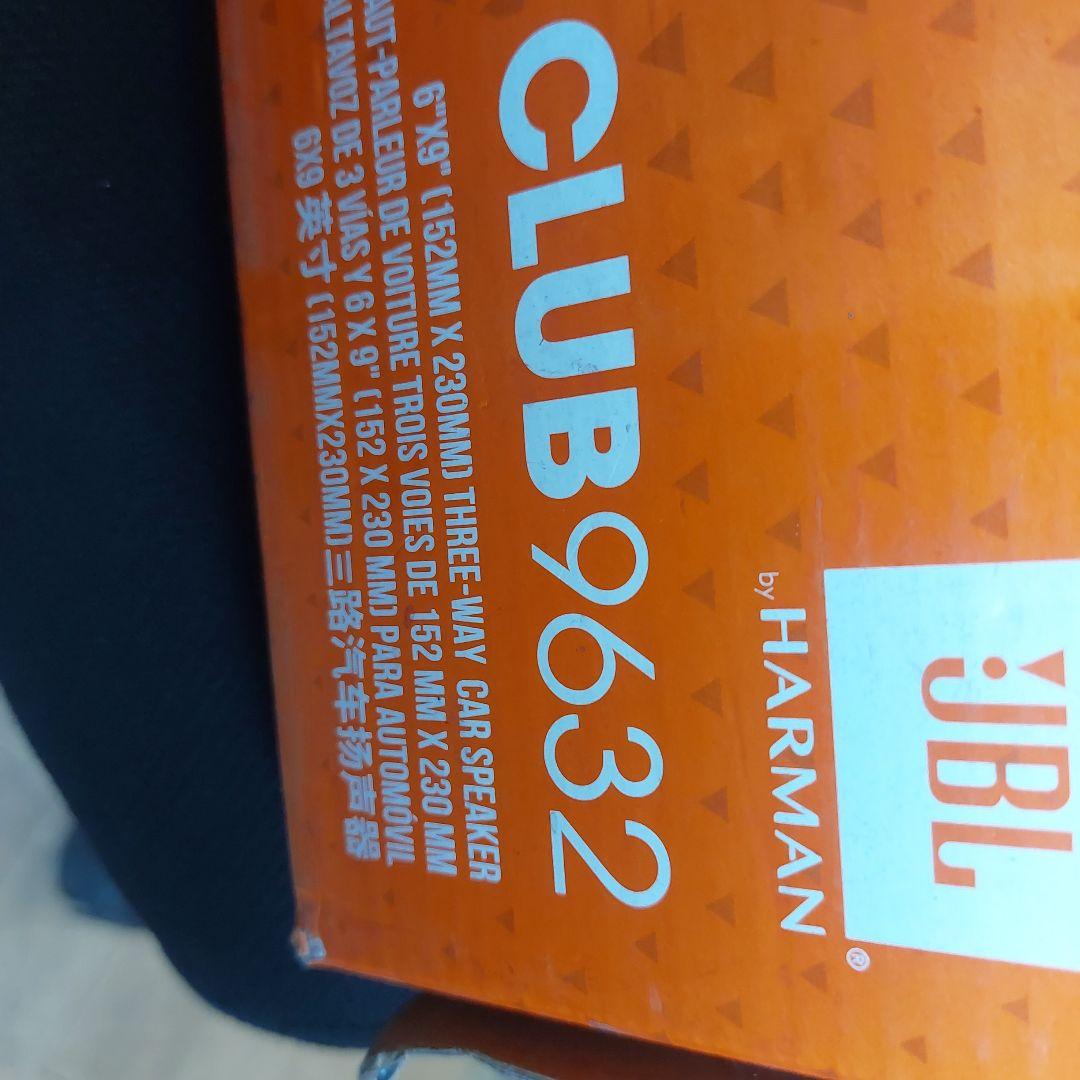 JBL
by HARMAN®
CLUB9632
6"X9" (152MM X 230MM) THREE-WAY CAR SPEAKER
AUT-PARLEUR DE VOITURE TROIS VOIES DE 152 MM X 230 MM
ALTAVOZ DE 3 VÍAS Y 6 X 9" (152 X 230 MM) PARA AUTOMÓVIL
6X9 英寸 (152MMX230MM) 三路汽车扬声器